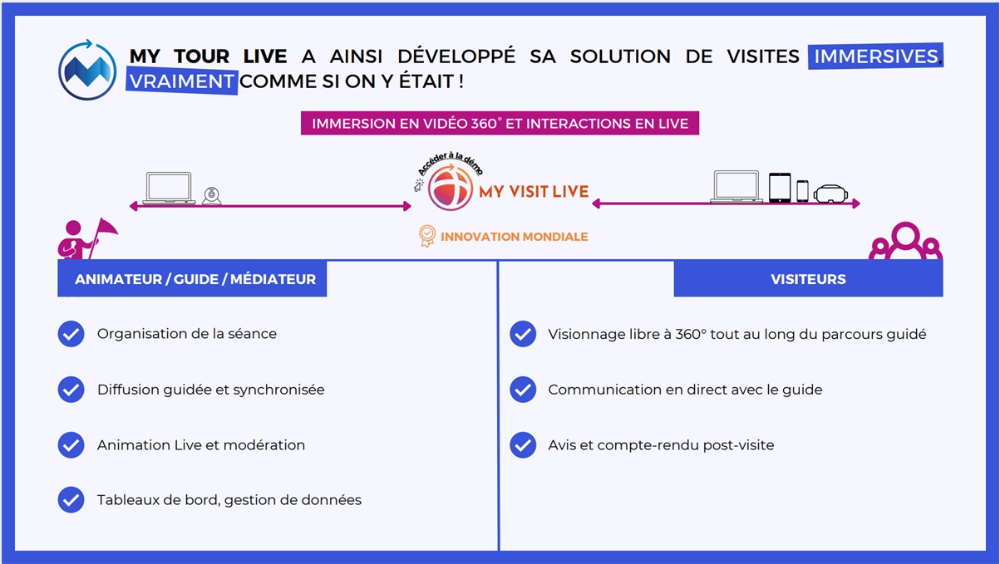 MY TOUR LIVE A AINSI DÉVELOPPÉ SA SOLUTION DE VISITES IMMERSIVES,
VRAIMENT COMME SI ON Y ÉTAIT !
IMMERSION EN VIDÉO 360° ET INTERACTIONS EN LIVE
Accéder à la démo
MY VISIT LIVE
INNOVATION MONDIALE
ANIMATEUR / GUIDE / MÉDIATEUR
Organisation de la séance
Diffusion guidée et synchronisée
Animation Live et modération
Tableaux de bord, gestion de données
VISITEURS
Visionnage libre à 360° tout au long du parcours guidé
Communication en direct avec le guide
Avis et compte-rendu post-visite